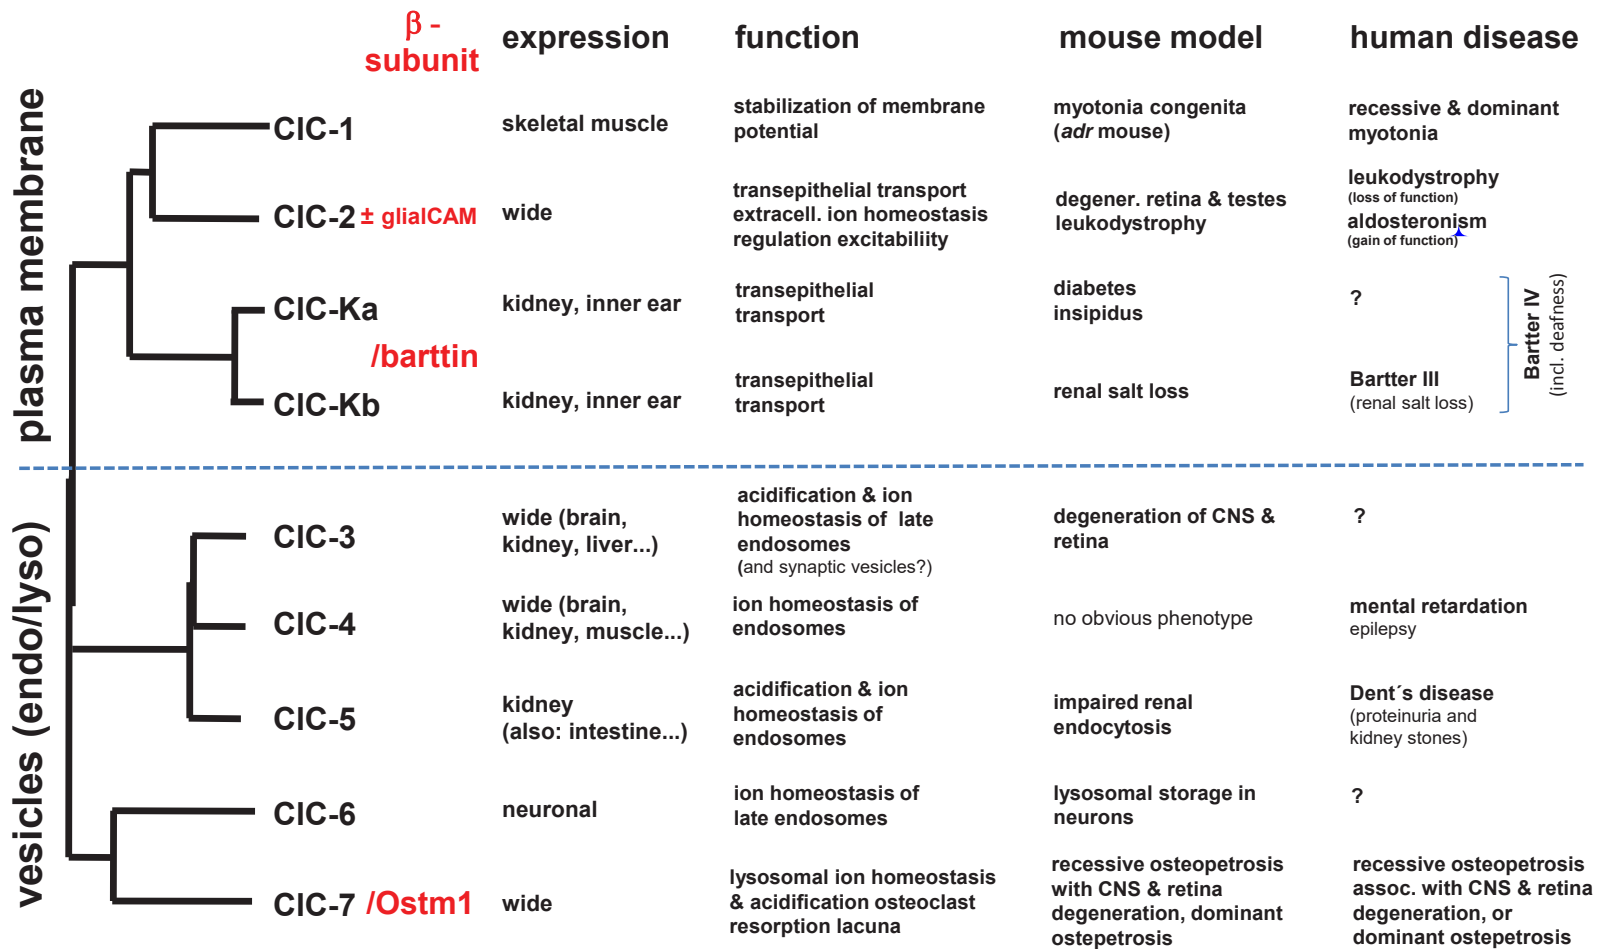 β -
subunit
expression
function
mouse model
human disease
plasma membrane
ClC-1
skeletal muscle
stabilization of membrane
potential
myotonia congenita
(adr mouse)
recessive & dominant
myotonia
ClC-2 ± glialCAM
wide
transepithelial transport
extracell. ion homeostasis
regulation excitabiliity
degener. retina & testes
leukodystrophy
leukodystrophy
(loss of function)
aldosteronism
(gain of function)
ClC-Ka
kidney, inner ear
transepithelial
transport
diabetes
insipidus
?
/barttin
ClC-Kb
kidney, inner ear
transepithelial
transport
renal salt loss
Bartter III
(renal salt loss)
Bartter IV
(incl. deafness)
vesicles (endo/lyso)
ClC-3
wide (brain,
kidney, liver...)
acidification & ion
homeostasis of late
endosomes
(and synaptic vesicles?)
degeneration of CNS &
retina
?
ClC-4
wide (brain,
kidney, muscle...)
ion homeostasis of
endosomes
no obvious phenotype
mental retardation
epilepsy
ClC-5
kidney
(also: intestine...)
acidification & ion
homeostasis of
endosomes
impaired renal
endocytosis
Dent´s disease
(proteinuria and
kidney stones)
ClC-6
neuronal
ion homeostasis of
late endosomes
lysosomal storage in
neurons
?
ClC-7 /Ostm1
wide
lysosomal ion homeostasis
& acidification osteoclast
resorption lacuna
recessive osteopetrosis
with CNS & retina
degeneration, dominant
ostepetrosis
recessive osteopetrosis
assoc. with CNS & retina
degeneration, or
dominant ostepetrosis